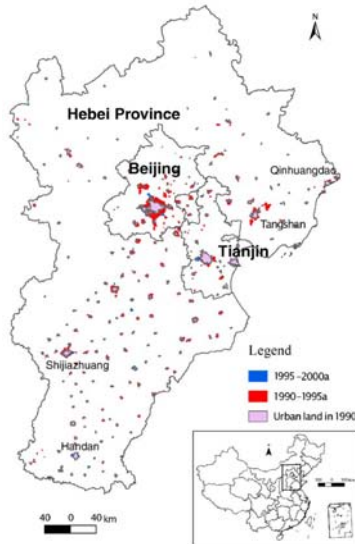 N
Hebei Province
Beijing
Qinhuangdao
Tangshan
Tianjin
Shijiazhuang
Handan
Legend
1995-2000a
1990-1995a
Urban land in 1990
40 0 40 km